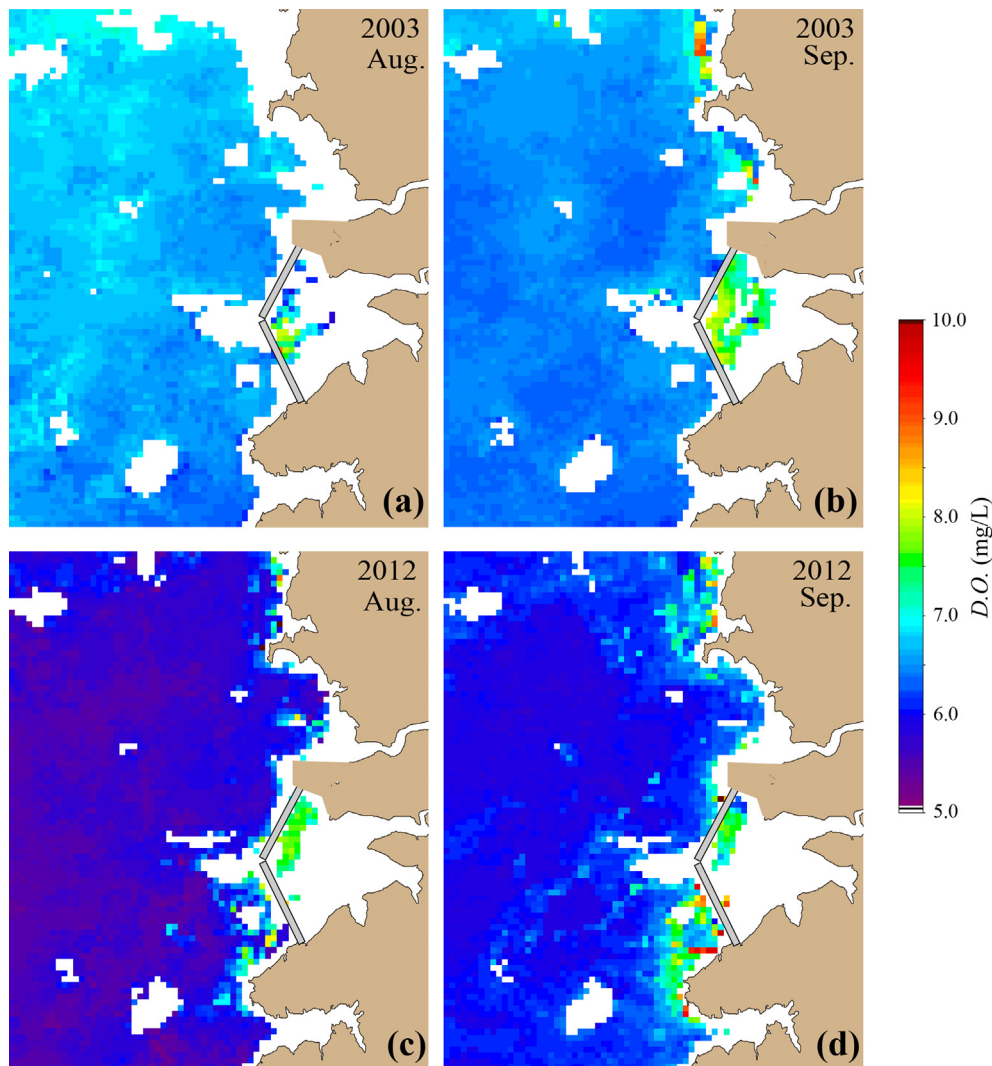 2003
Aug.
(a)
2003
Sep.
(b)
2012
Aug.
(c)
2012
Sep.
(d)
10.0
9.0
8.0
7.0
6.0
5.0
D.O. (mg/L)